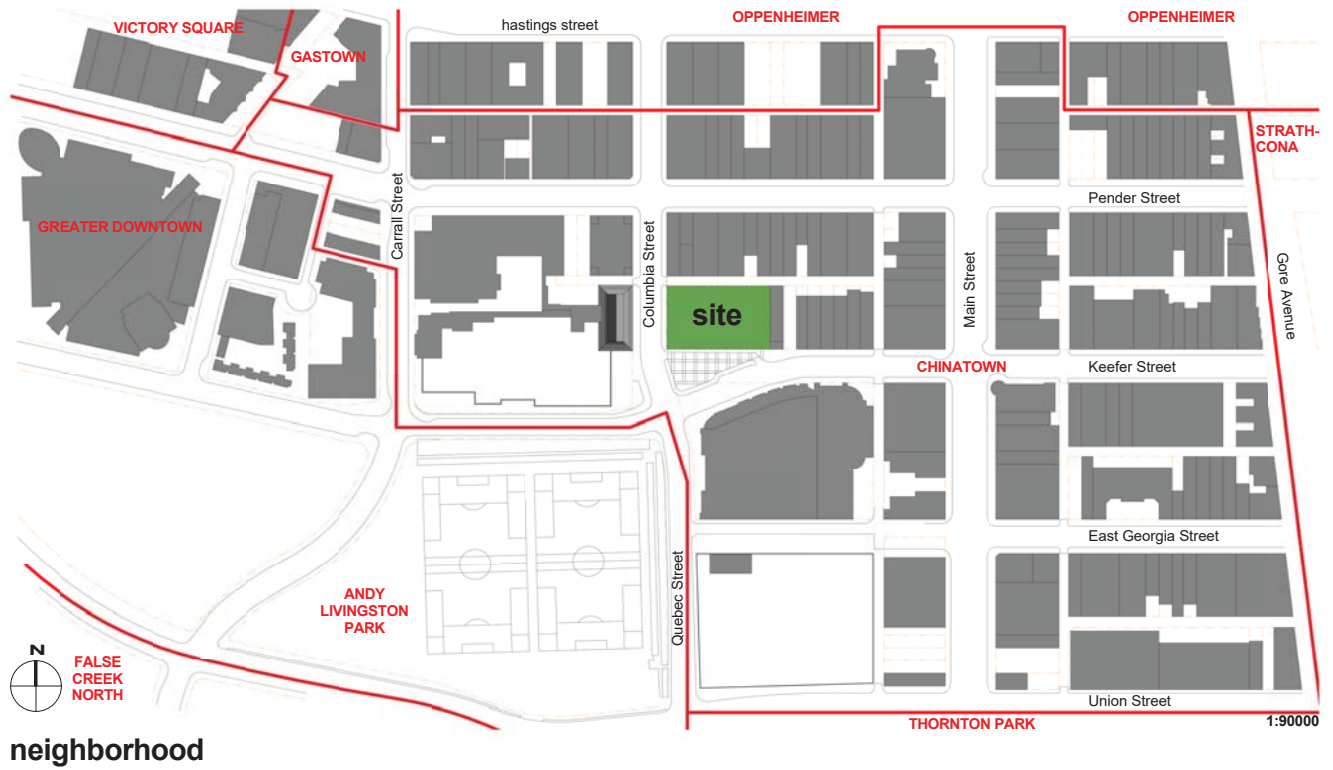 OPPENHEIMER
OPPENHEIMER
VICTORY SQUARE
hastings street
GASTOWN
STRATH-
CONA
Pender Street
GREATER DOWNTOWN
Carrall Street
Columbia Street
Main Street
Gore Avenue
site
CHINATOWN
Keefer Street
East Georgia Street
Quebec Street
ANDY
LIVINGSTON
PARK
N
FALSE
CREEK
NORTH
Union Street
THORNTON PARK
1:90000
neighborhood